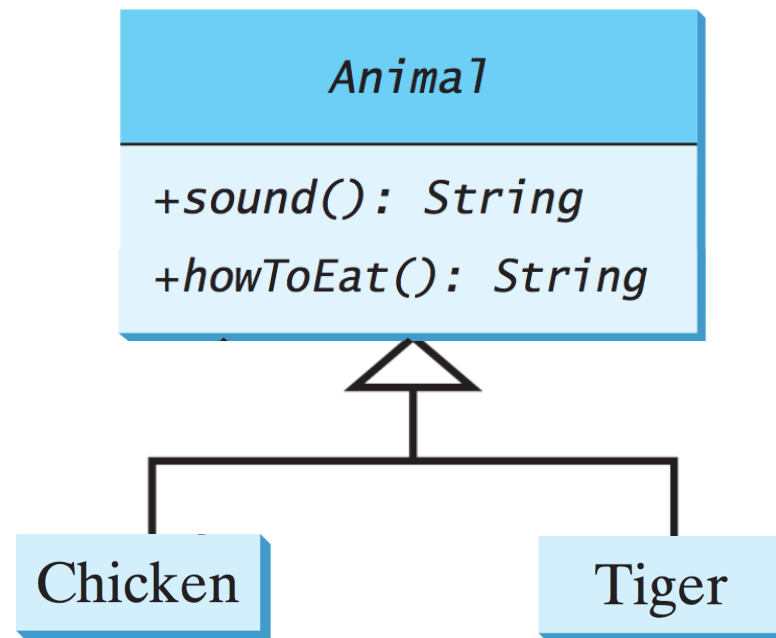 Animal
+sound(): String
+howToEat(): String
Chicken
Tiger